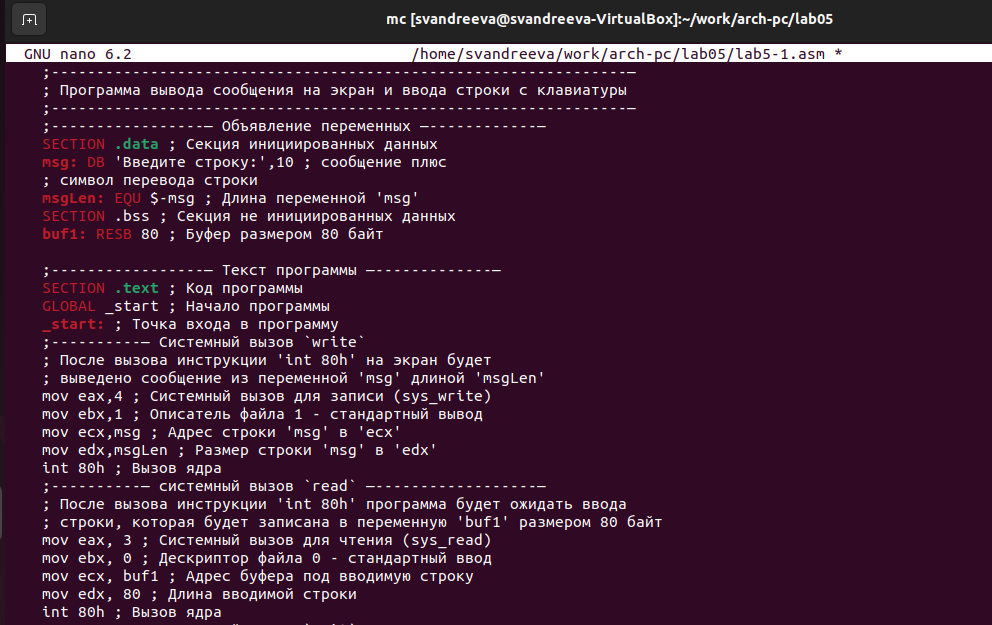 mc [svandreeva@svandreeva-VirtualBox]:~/work/arch-pc/lab05
GNU nano 6.2 /home/svandreeva/work/arch-pc/lab05/lab5-1.asm *
;----------------------------------------------------------------—
; Программа вывода сообщения на экран и ввода строки с клавиатуры
;----------------------------------------------------------------—
;-----------------— Объявление переменных —------------—
SECTION .data ; Секция инициированных данных
msg: DB 'Введите строку:',10 ; сообщение плюс
; символ перевода строки
msgLen: EQU $-msg ; Длина переменной 'msg'
SECTION .bss ; Секция не инициированных данных
buf1: RESB 80 ; Буфер размером 80 байт
;-----------------— Текст программы —-------------—
SECTION .text ; Код программы
GLOBAL _start ; Начало программы
_start: ; Точка входа в программу
;----------— Системный вызов `write`
; После вызова инструкции 'int 80h' на экран будет
; выведено сообщение из переменной 'msg' длиной 'msgLen'
mov eax,4 ; Системный вызов для записи (sys_write)
mov ebx,1 ; Описатель файла 1 - стандартный вывод
mov ecx,msg ; Адрес строки 'msg' в 'ecx'
mov edx,msgLen ; Размер строки 'msg' в 'edx'
int 80h ; Вызов ядра
;----------— системный вызов `read` —------------------—
; После вызова инструкции 'int 80h' программа будет ожидать ввода
; строки, которая будет записана в переменную 'buf1' размером 80 байт
mov eax, 3 ; Системный вызов для чтения (sys_read)
mov ebx, 0 ; Дескриптор файла 0 - стандартный ввод
mov ecx, buf1 ; Адрес буфера под вводимую строку
mov edx, 80 ; Длина вводимой строки
int 80h ; Вызов ядра